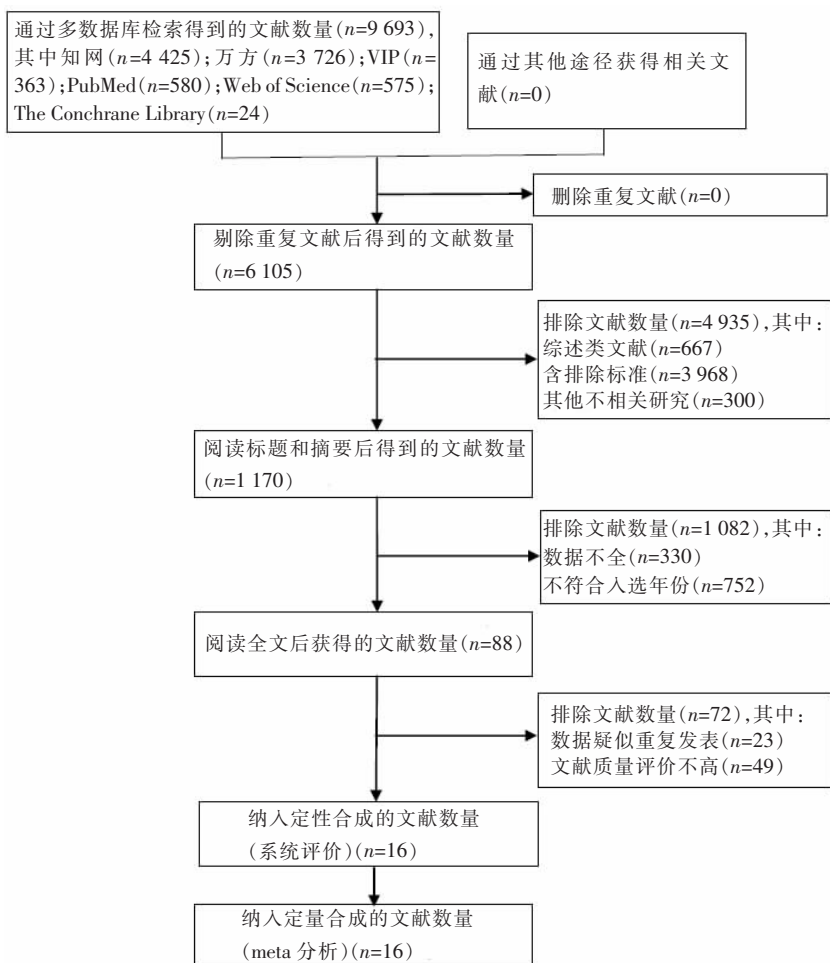 通过多数据库检索得到的文献数量(n=9 693),
其中知网(n=4 425);万方(n=3 726);VIP(n=
363);PubMed(n=580);Web of Science(n=575);
The Conchrane Library(n=24)
通过其他途径获得相关文
献(n=0)
删除重复文献(n=0)
剔除重复文献后得到的文献数量
(n=6 105)
排除文献数量(n=4 935),其中:
综述类文献(n=667)
含排除标准(n=3 968)
其他不相关研究(n=300)
阅读标题和摘要后得到的文献数量
(n=1 170)
排除文献数量(n=1 082),其中:
数据不全(n=330)
不符合入选年份(n=752)
阅读全文后获得的文献数量(n=88)
排除文献数量(n=72),其中:
数据疑似重复发表(n=23)
文献质量评价不高(n=49)
纳入定性合成的文献数量
(系统评价)(n=16)
纳入定量合成的文献数量
(meta 分析)(n=16)